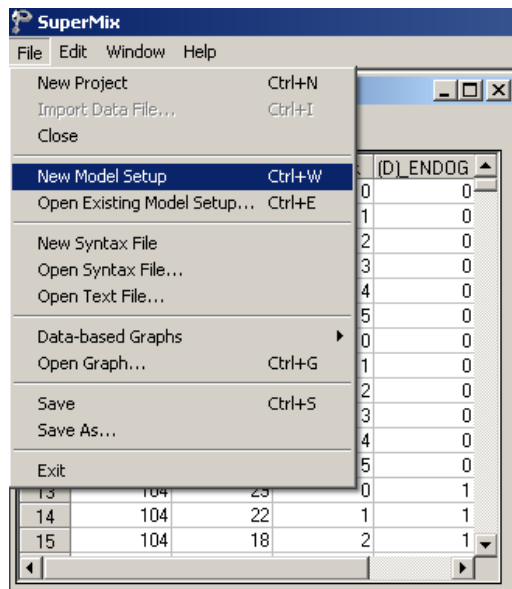 SuperMix
File Edit Window Help
New Project Ctrl+N
Import Data File... Ctrl+I
Close
New Model Setup Ctrl+W
Open Existing Model Setup... Ctrl+E
New Syntax File
Open Syntax File...
Open Text File...
Data-based Graphs
Open Graph... Ctrl+G
Save Ctrl+S
Save As...
Exit
(D)_ENDOG
0 0
1 0
2 0
3 0
4 0
5 0
0 0
1 0
2 0
3 0
4 0
5 0
13 104 29 0 1
14 104 22 1 1
15 104 18 2 1